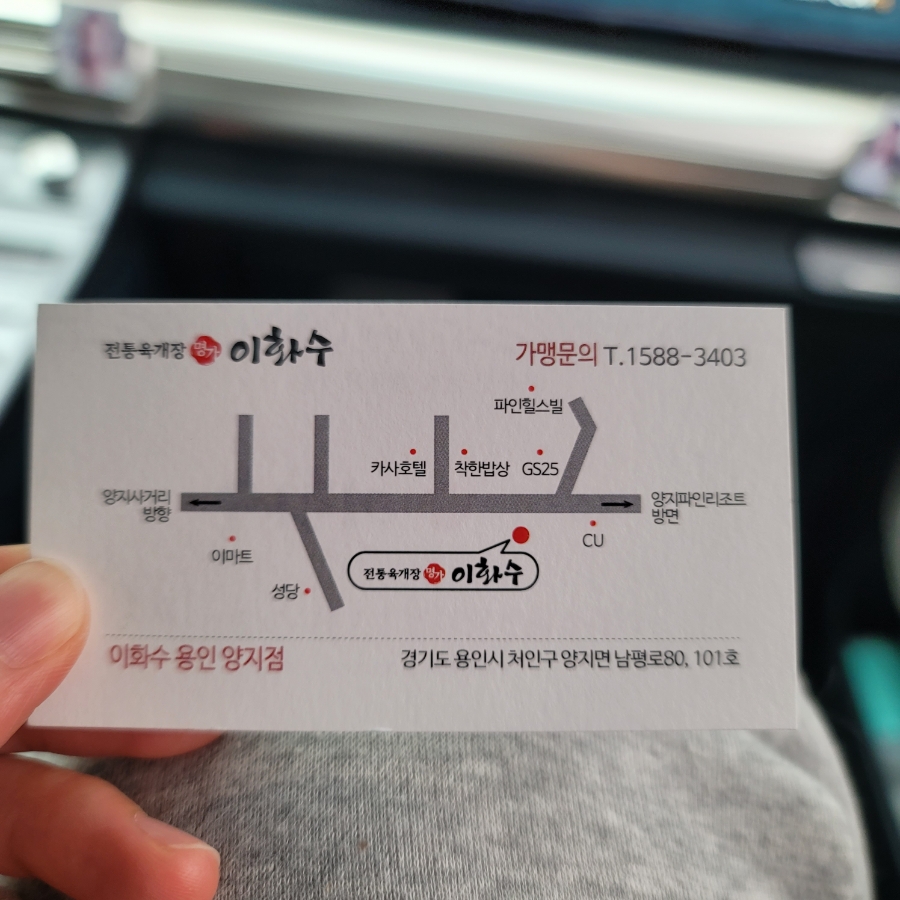 전통육개장 명가 이화수
가맹문의 T.1588-3403
파인힐스빌
카사호텔 착한밥상 GS25
양지사거리
방향
양지파인리조트
방면
이마트
CU
성당
전통육개장 명가 이화수
이화수 용인 양지점
경기도 용인시 처인구 양지면 남평로80, 101호